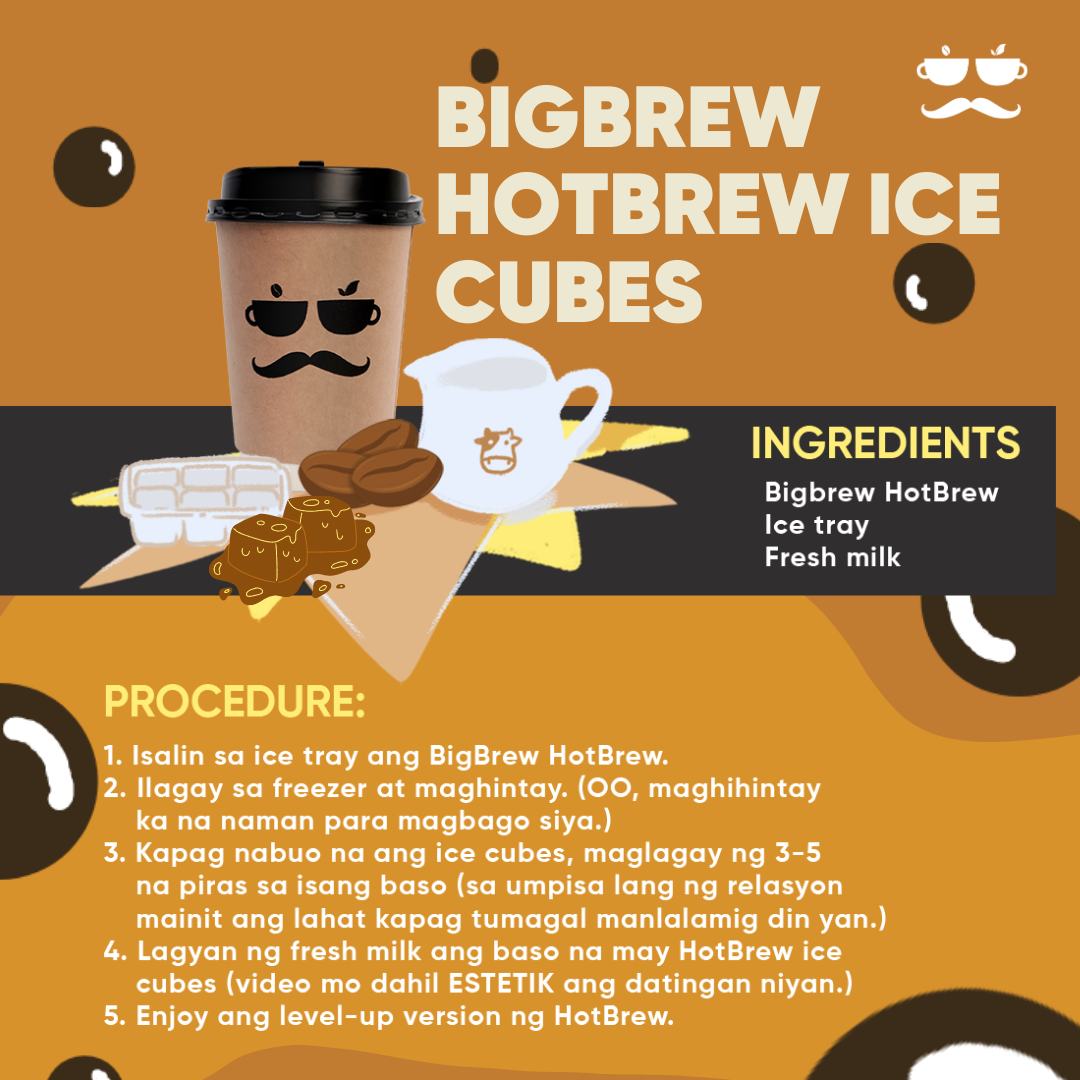 BIGBREW
HOTBREW ICE
CUBES
INGREDIENTS
Bigbrew HotBrew
Ice tray
Fresh milk
PROCEDURE:
1. Isalin sa ice tray ang BigBrew HotBrew.
2. Ilagay sa freezer at maghintay. (OO, maghihintay
ka na naman para magbago siya.)
3. Kapag nabuo na ang ice cubes, maglagay ng 3-5
na piras sa isang baso (sa umpisa lang ng relasyon
mainit ang lahat kapag tumagal manlalamig din yan.)
4. Lagyan ng fresh milk ang baso na may HotBrew ice
cubes (video mo dahil ESTETIK ang datingan niyan.)
5. Enjoy ang level-up version ng HotBrew.